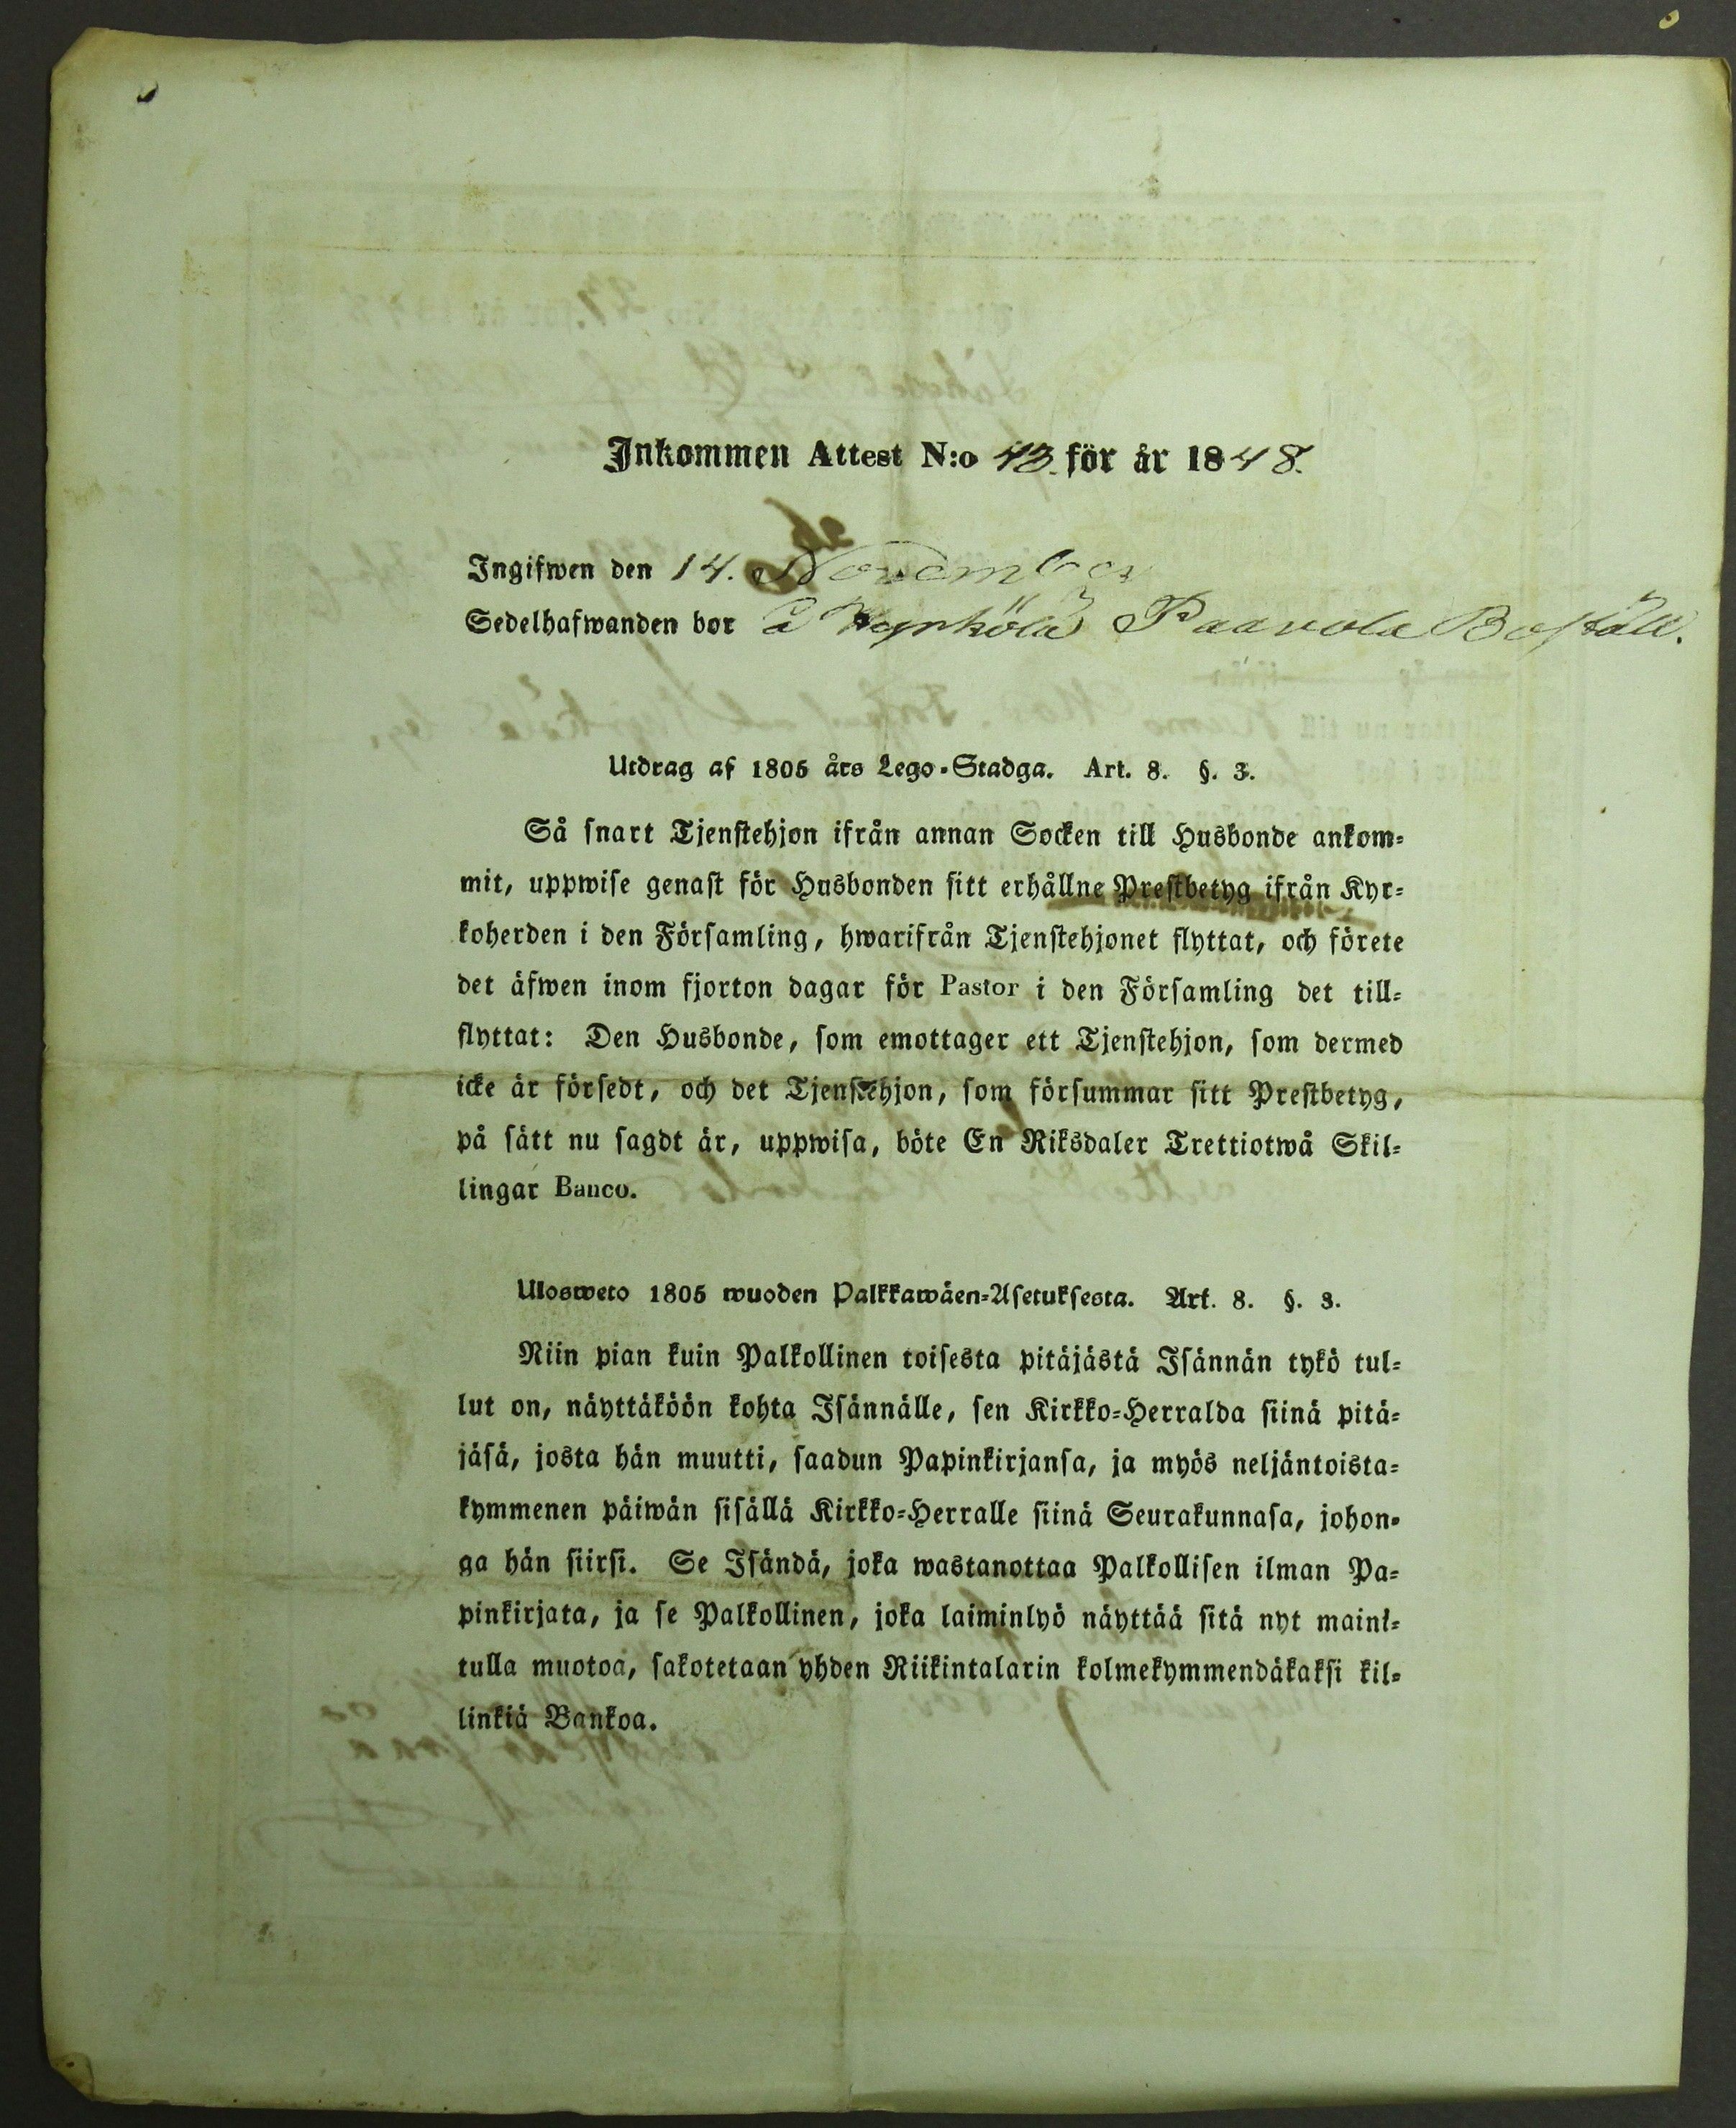 Inkommen Attest N:o 43. för år 1848.
Ingifwen den 14. November
Sedelhafwanden bor å Kyrköla Paavola Boställ.
Utdrag af 1805 års Lego-Stadga. Art. 8. §. 3.
Så snart Tjenstehjon ifrån annan Socken till Husbonde ankom-
mit, uppwise genast för Husbonden sitt erhållne Prestbetyg ifrån Kyr-
koherden i den Församling, hwarifrån Tjenstehjonet flyttat, och förete
det äfwen inom fjorton dagar för Pastor i den Församling det till-
flyttat: Den Husbonde, som emottager ett Tjenstehjon, som dermed
icke är försedt, och det Tjenstehjon, som försummar sitt Prestbetyg,
på sätt nu sagdt är, uppwisa, böte En Riksdaler Trettiotwå Skil-
lingar Banco.
Ulosweto 1805 wuoden Palkkawäen-Asetuksesta. Art. 8. §. 3.
Niin pian kuin Palkollinen toisesta pitäjästä Isännän tykö tul-
lut on, näyttäköön kohta Isännälle, sen Kirkko-Herralda siinä pitä-
jäsä, josta hän muutti, saadun Papinkirjansa, ja myös neljäntoista-
kymmenen päiwän sisällä Kirkko-Herralle siinä Seurakunnasa, johon-
ga hän siirsi. Se Isändä, joka wastanottaa Palkollisen ilman Pa-
pinkirjata, ja se Palkollinen, joka laiminlyö näyttää sitä nyt maini-
tulla muotoa, sakotetaan yhden Riikintalarin kolmekymmendäkaksi kil-
linkiä Bankoa.